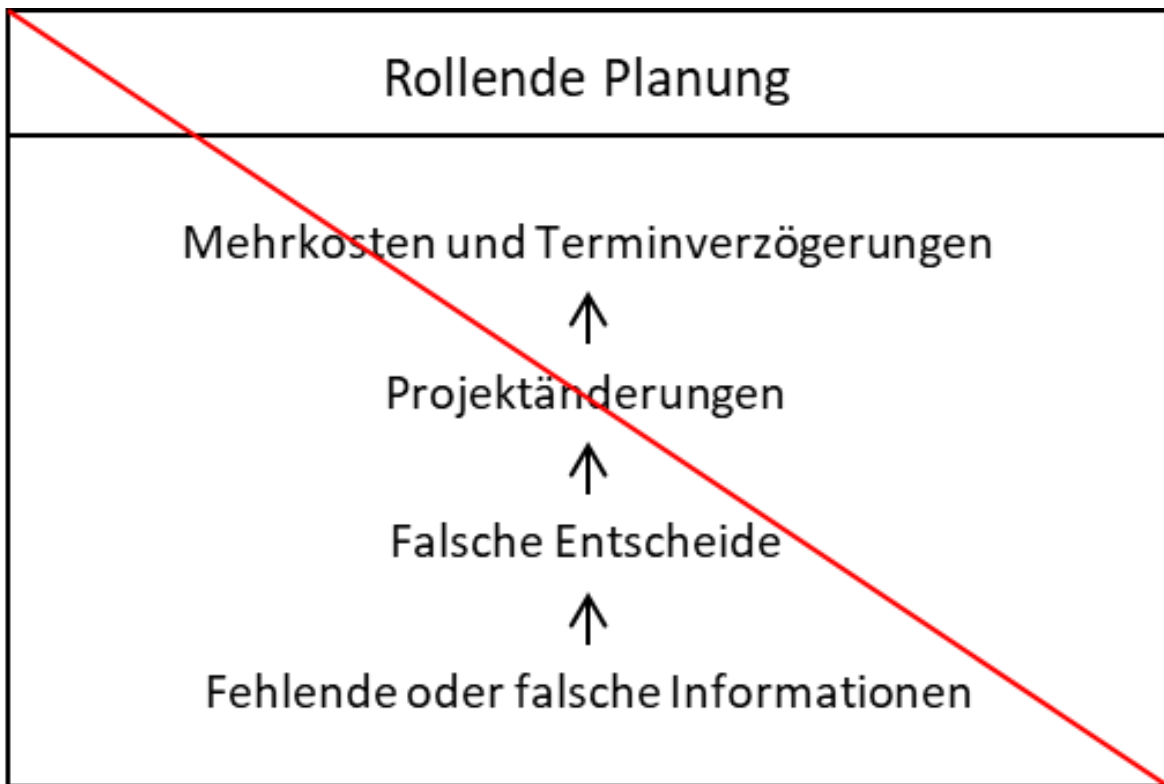 Rollende Planung
Mehrkosten und Terminverzögerungen
Projektänderungen
Falsche Entscheide
Fehlende oder falsche Informationen